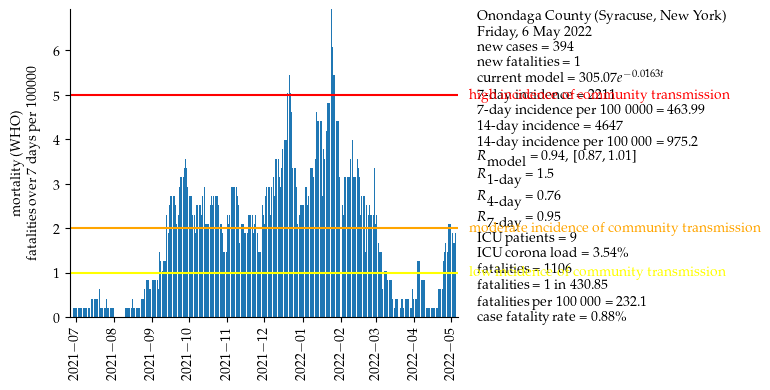 Onondaga County (Syracuse, New York)
Friday, 6 May 2022
new cases = 394
new fatalities = 1
current model = 305.07e^{−0.0163t}
7-day incidence = 2211
high incidence of community transmission
7-day incidence per 100 0000 = 463.99
14-day incidence = 4647
14-day incidence per 100 000 = 975.2
R_model = 0.94, [0.87, 1.01]
R_1-day = 1.5
R_4-day = 0.76
R_7-day = 0.95
moderate incidence of community transmission
ICU patients = 9
ICU corona load = 3.54%
fatalities = 1106
low incidence of community transmission
fatalities = 1 in 430.85
fatalities per 100 000 = 232.1
case fatality rate = 0.88%
mortality (WHO)
fatalities over 7 days per 100000
6
5
4
3
2
1
0
2021−07
2021−08
2021−09
2021−10
2021−11
2021−12
2022−01
2022−02
2022−03
2022−04
2022−05